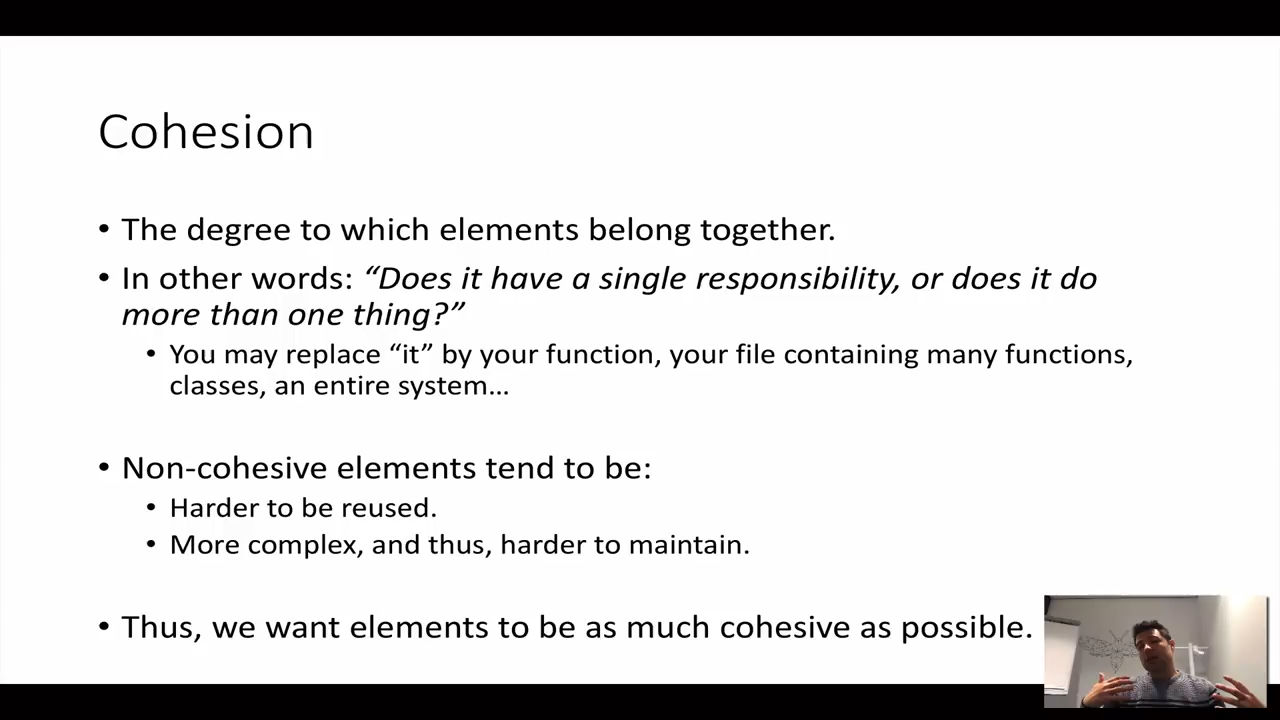 Cohesion
• The degree to which elements belong together.
• In other words: “Does it have a single responsibility, or does it do
more than one thing?”
• You may replace “it” by your function, your file containing many functions,
classes, an entire system…
• Non-cohesive elements tend to be:
• Harder to be reused.
• More complex, and thus, harder to maintain.
• Thus, we want elements to be as much cohesive as possible.